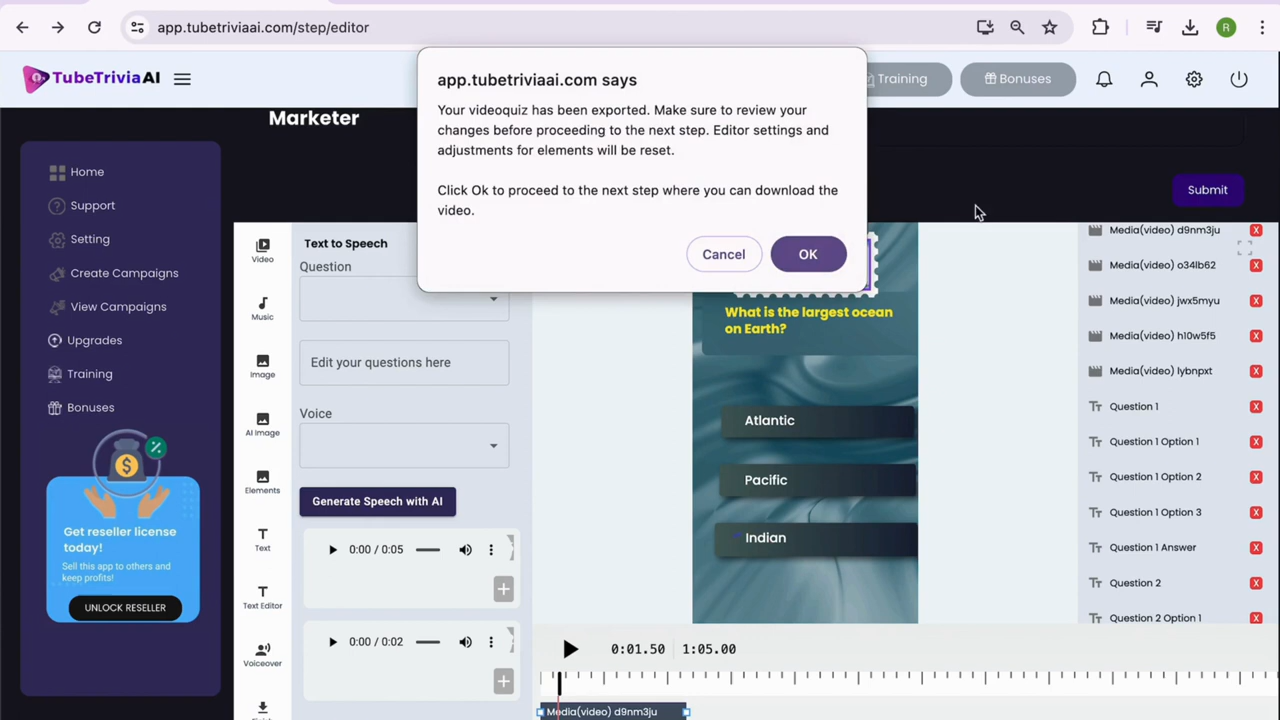 app.tubetriviaai.com/step/editor
R
TubeTriviaAI
Training
Bonuses
app.tubetriviaai.com says
Your videoquiz has been exported. Make sure to review your
changes before proceeding to the next step. Editor settings and
adjustments for elements will be reset.
Click Ok to proceed to the next step where you can download the
video.
Cancel
OK
Marketer
Submit
Home
Support
Setting
Create Campaigns
View Campaigns
Upgrades
Training
Bonuses
Get reseller license
today!
Sell this app to others and
keep profits!
UNLOCK RESELLER
Video
Music
Image
AI Image
Elements
Text
Text Editor
Voiceover
Text to Speech
Question
Edit your questions here
Voice
Generate Speech with AI
0:00 / 0:05
0:00 / 0:02
What is the largest ocean
on Earth?
Atlantic
Pacific
Indian
Media(video) d9nm3ju
Media(video) o34lb62
Media(video) jwx5myu
Media(video) h10w5f5
Media(video) lybnpxt
Question 1
Question 1 Option 1
Question 1 Option 2
Question 1 Option 3
Question 1 Answer
Question 2
Question 2 Option 1
0:01.50 | 1:05.00
Media(video) d9nm3ju